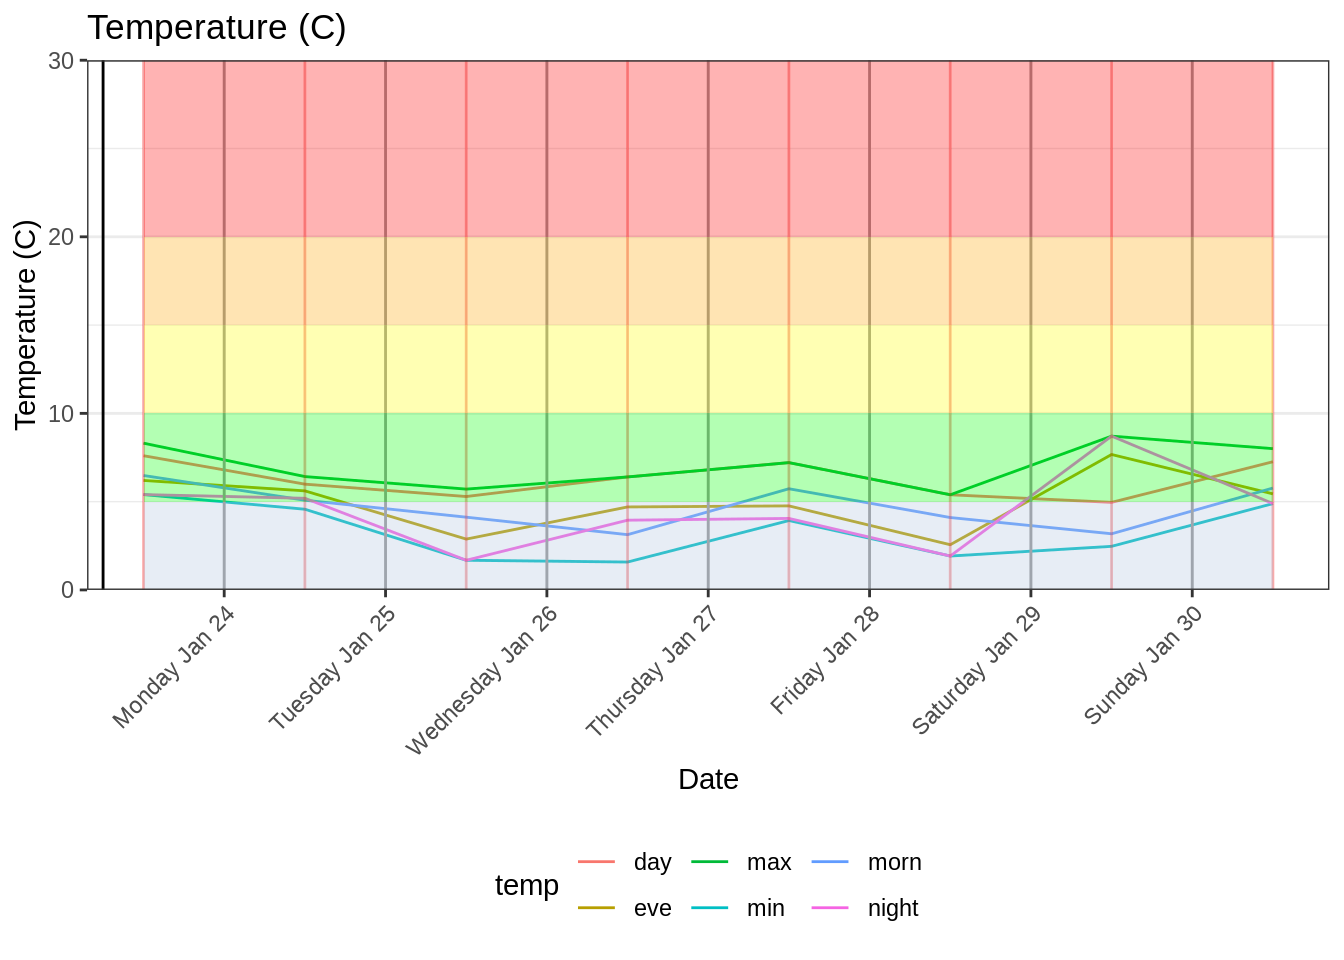 Temperature (C)
Temperature (C)
30
20
10
0
Monday Jan 24
Tuesday Jan 25
Wednesday Jan 26
Thursday Jan 27
Friday Jan 28
Saturday Jan 29
Sunday Jan 30
Date
temp
day max morn
eve min night